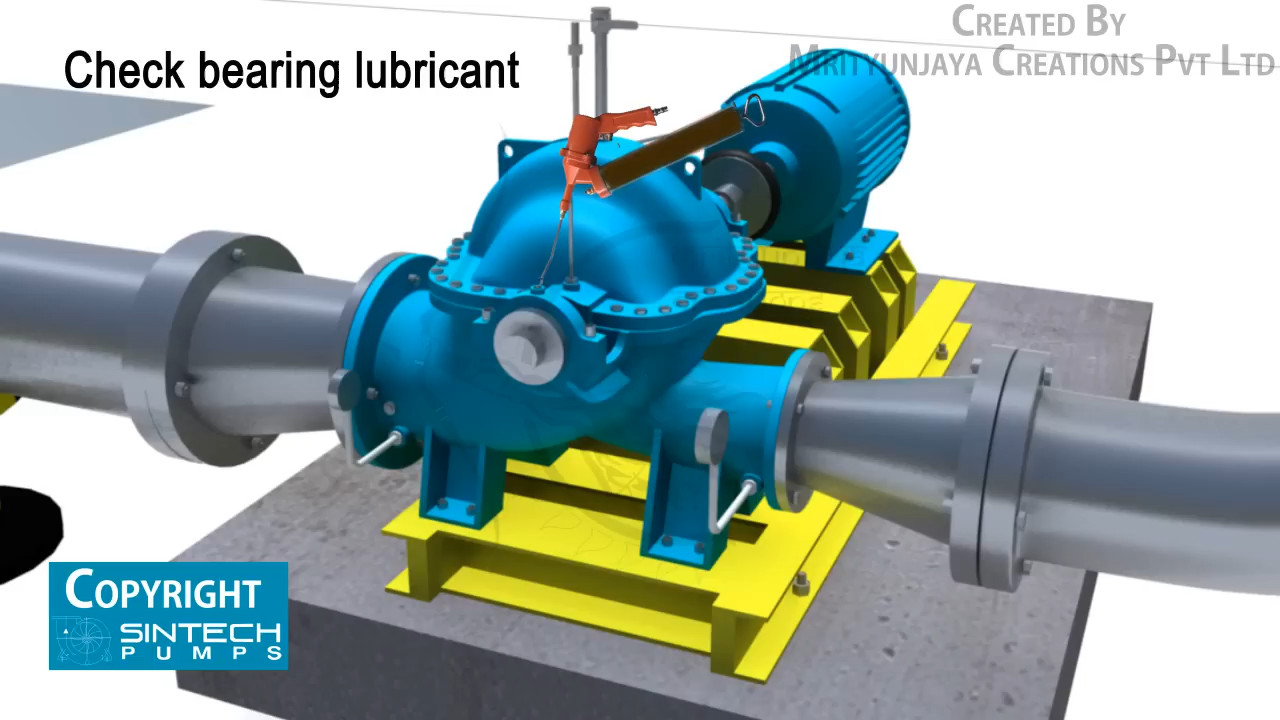 Check bearing lubricant
CREATED BY
MRITYUNJAYA CREATIONS PVT LTD
COPYRIGHT
SINTECH
PUMPS